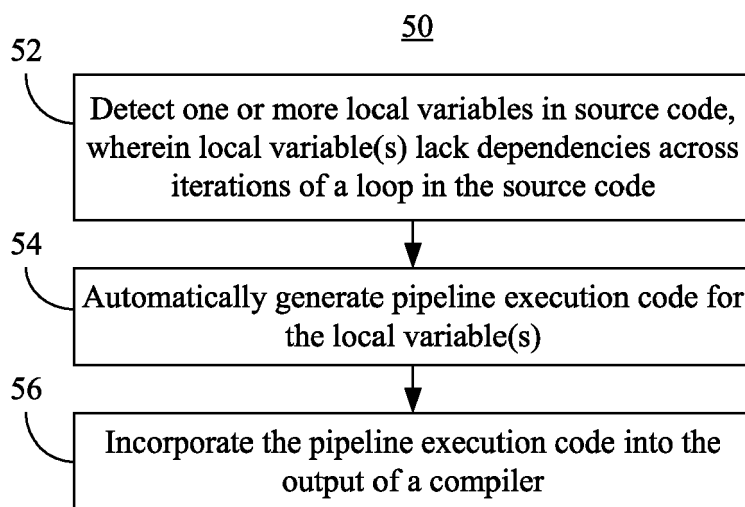 50
52
Detect one or more local variables in source code,
wherein local variable(s) lack dependencies across
iterations of a loop in the source code
54
Automatically generate pipeline execution code for
the local variable(s)
56
Incorporate the pipeline execution code into the
output of a compiler